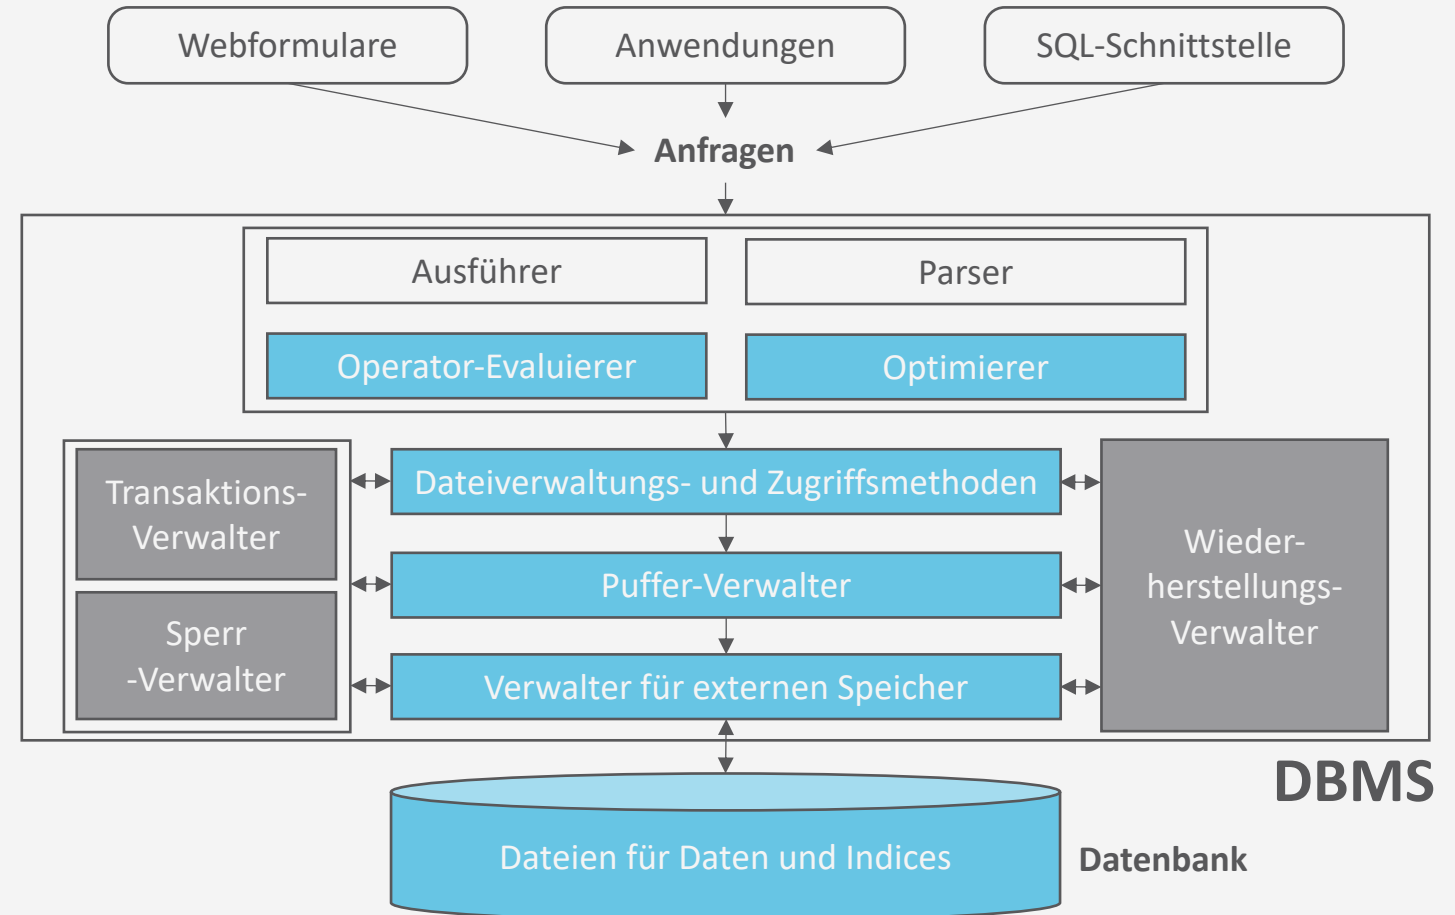 Webformulare
Anwendungen
SQL-Schnittstelle
Anfragen
Ausführer
Parser
Operator-Evaluierer
Optimierer
Transaktions-
Verwalter
Sperr
-Verwalter
Dateiverwaltungs- und Zugriffsmethoden
Puffer-Verwalter
Verwalter für externen Speicher
Wieder-
herstellungs-
Verwalter
DBMS
Dateien für Daten und Indices
Datenbank